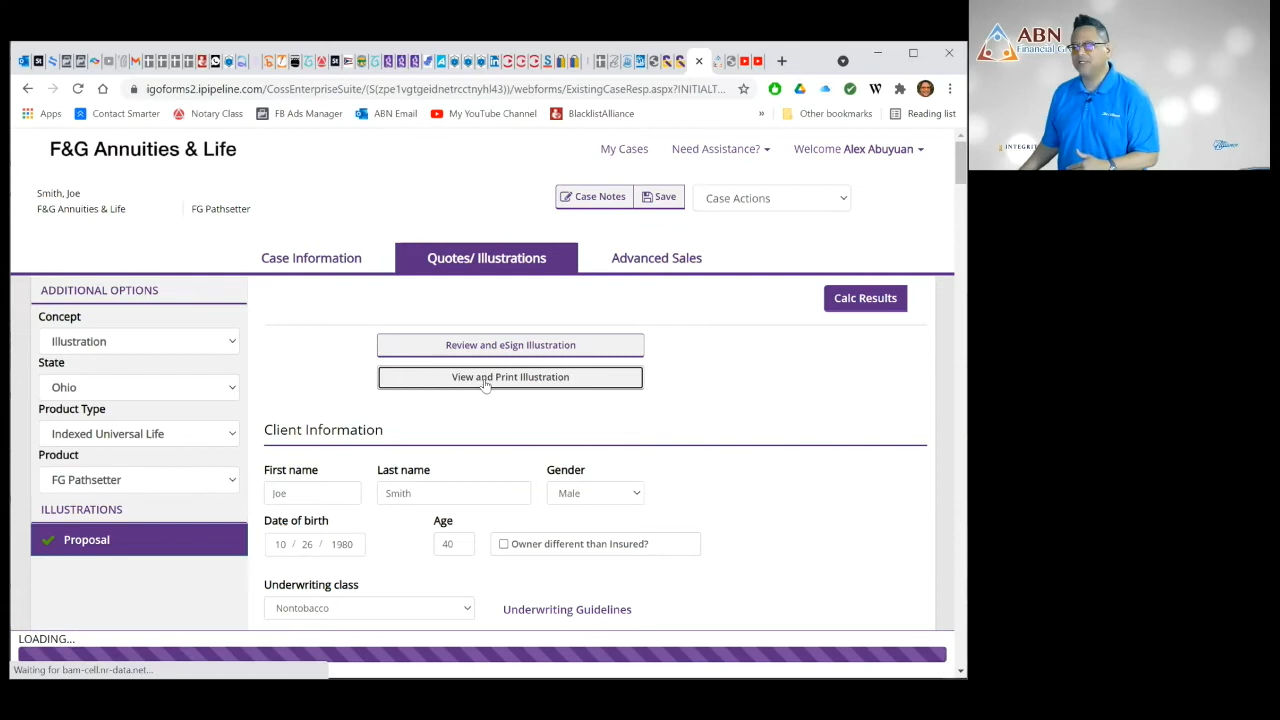 igoforms2.ipipeline.com/CossEnterpriseSuite/(S(zpe1vgtgeidnetrcctnyhl43))/webforms/ExistingCaseResp.aspx?INITIALT...
Apps
Contact Smarter
Notary Class
FB Ads Manager
ABN Email
My YouTube Channel
BlacklistAlliance
»
Other bookmarks
Reading list
ABN
Financial
INTEGRIT
F&G Annuities & Life
My Cases
Need Assistance?
Welcome Alex Abuyuan
Smith, Joe
F&G Annuities & Life
FG Pathsetter
Case Notes
Save
Case Actions
Case Information
Quotes/ Illustrations
Advanced Sales
ADDITIONAL OPTIONS
Concept
Illustration
State
Ohio
Product Type
Indexed Universal Life
Product
FG Pathsetter
ILLUSTRATIONS
Proposal
Calc Results
Review and eSign Illustration
View and Print Illustration
Client Information
First name
Last name
Gender
Joe
Smith
Male
Date of birth
Age
10 / 26 / 1980
40
Owner different than Insured?
Underwriting class
Nontobacco
Underwriting Guidelines
LOADING...
Waiting for bam-cell.nr-data.net...